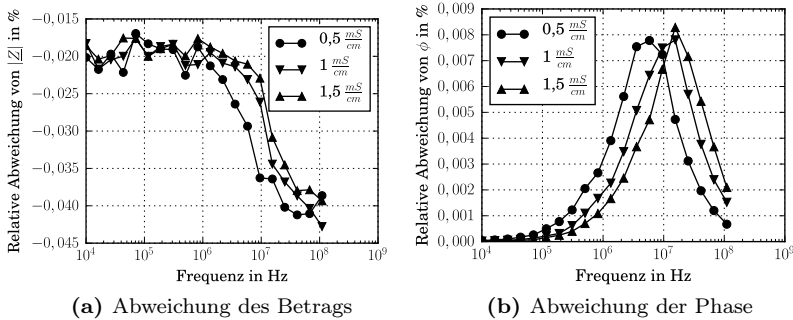 −0,015
−0,020
−0,025
−0,030
−0,035
−0,040
−0,045
Relative Abweichung von |Z| in %
0,5 mS/cm
1 mS/cm
1,5 mS/cm
10^4 10^5 10^6 10^7 10^8 10^9
Frequenz in Hz
(a) Abweichung des Betrags
0,009
0,008
0,007
0,006
0,005
0,004
0,003
0,002
0,001
0,000
Relative Abweichung von ϕ in %
0,5 mS/cm
1 mS/cm
1,5 mS/cm
10^4 10^5 10^6 10^7 10^8 10^9
Frequenz in Hz
(b) Abweichung der Phase